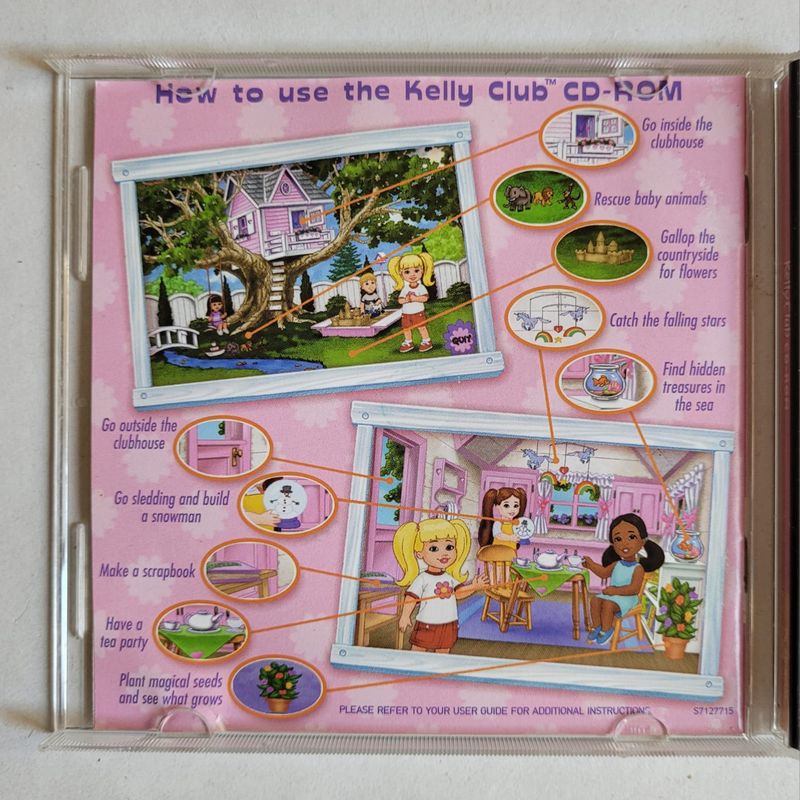 How to use the Kelly Club™ CD-ROM
Go inside the
clubhouse
Rescue baby animals
Gallop the
countryside
for flowers
Catch the falling stars
Find hidden
treasures in
the sea
QUIT
Go outside the
clubhouse
Go sledding and build
a snowman
Make a scrapbook
Have a
tea party
Plant magical seeds
and see what grows
PLEASE REFER TO YOUR USER GUIDE FOR ADDITIONAL INSTRUCTIONS.
S7127715